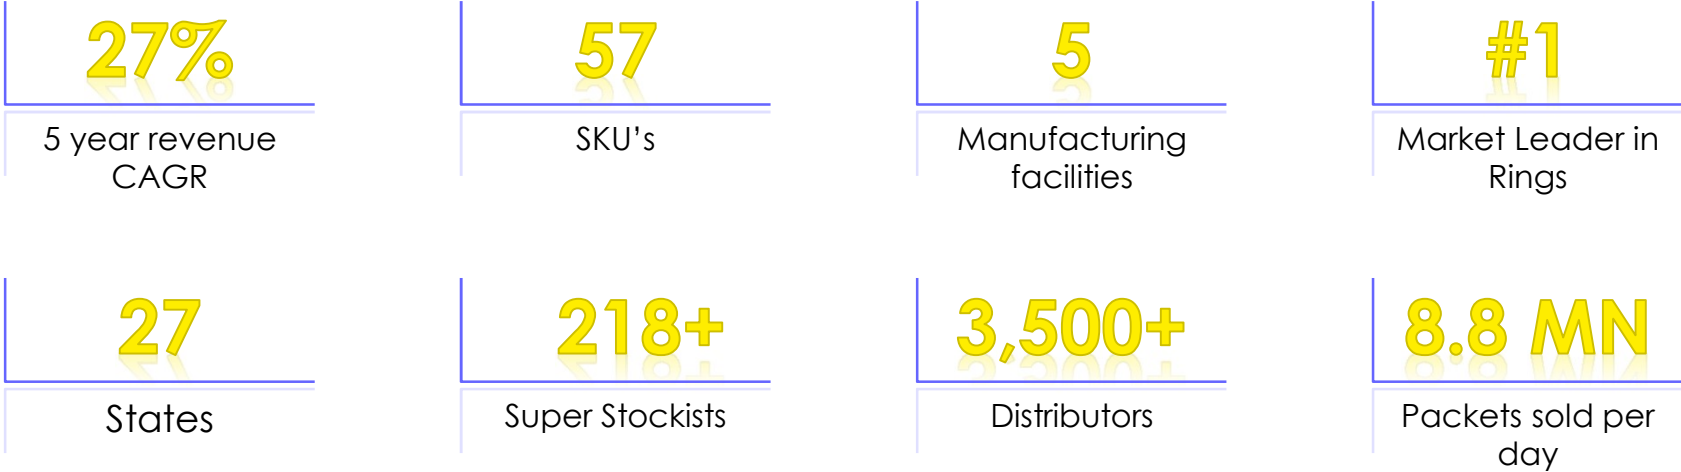 27%
57
5
#1
5 year revenue
CAGR
SKU's
Manufacturing
facilities
Market Leader in
Rings
27
218+
3,500+
8.8 MN
States
Super Stockists
Distributors
Packets sold per
day